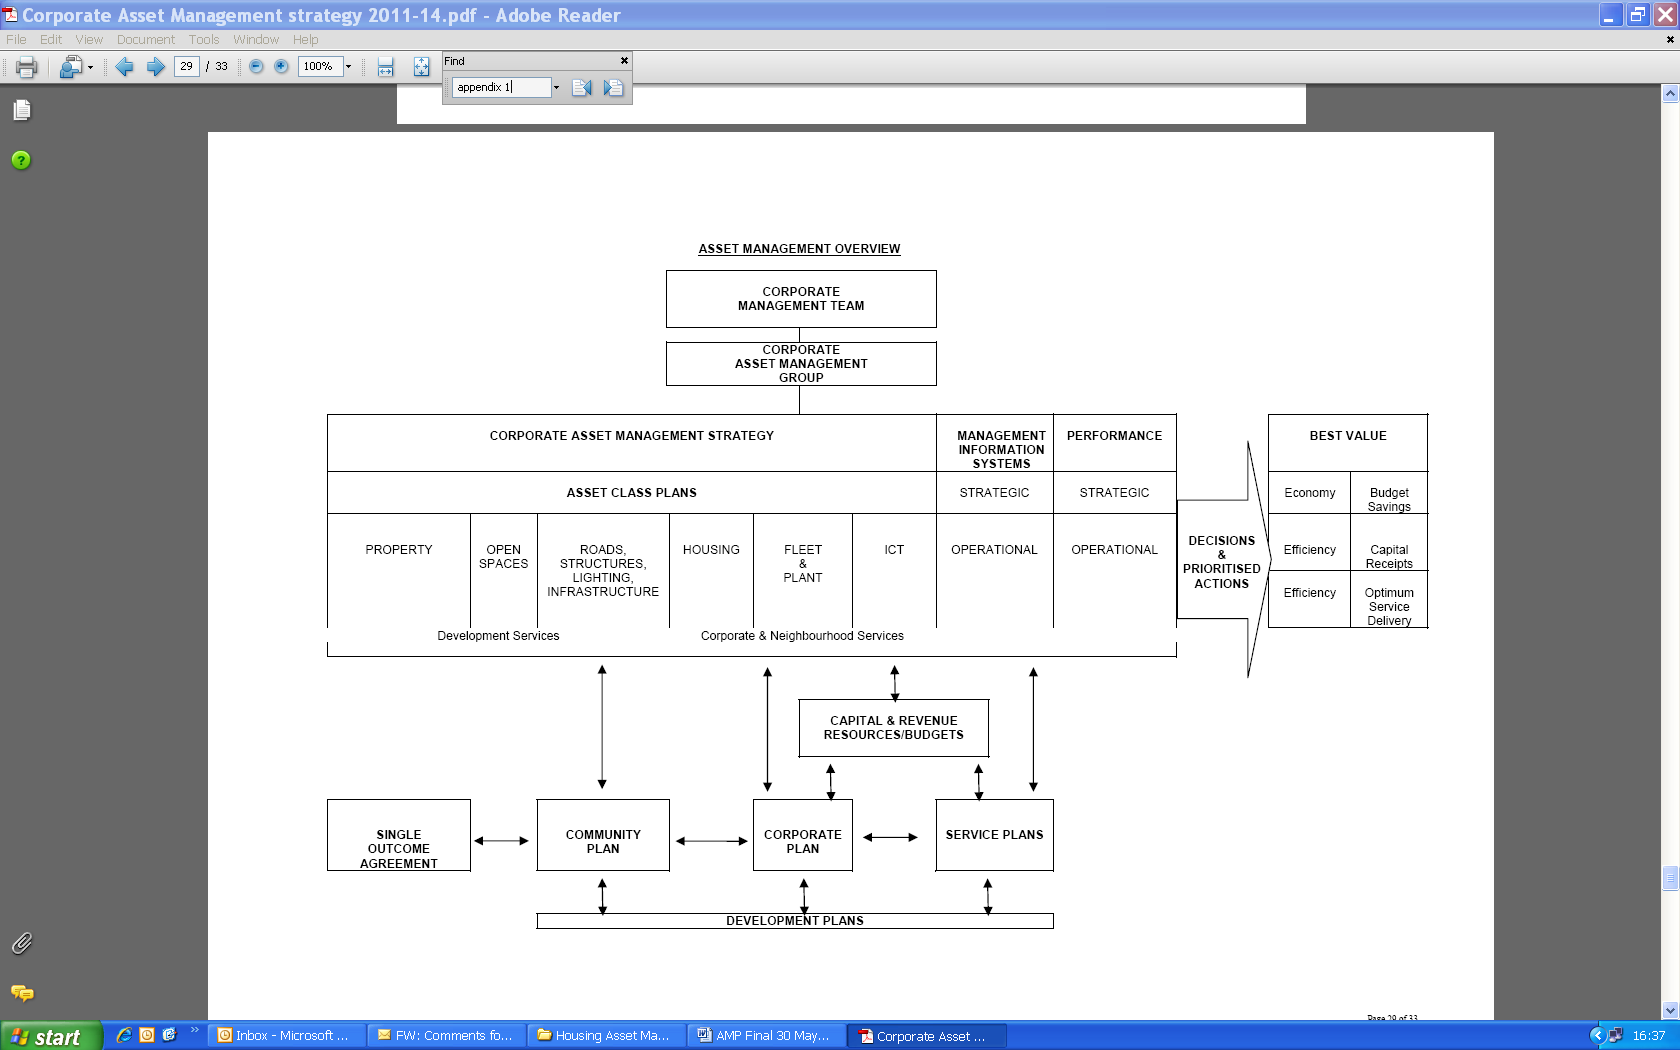 Corporate Asset Management strategy 2011-14.pdf - Adobe Reader
File Edit View Document Tools Window Help
29 / 33 100%
Find
appendix 1
ASSET MANAGEMENT OVERVIEW
CORPORATE
MANAGEMENT TEAM
CORPORATE
ASSET MANAGEMENT
GROUP
CORPORATE ASSET MANAGEMENT STRATEGY
MANAGEMENT
INFORMATION
SYSTEMS
PERFORMANCE
BEST VALUE
ASSET CLASS PLANS
STRATEGIC
STRATEGIC
Economy
Budget
Savings
PROPERTY
OPEN
SPACES
ROADS,
STRUCTURES,
LIGHTING,
INFRASTRUCTURE
HOUSING
FLEET
&
PLANT
ICT
OPERATIONAL
OPERATIONAL
DECISIONS
&
PRIORITISED
ACTIONS
Efficiency
Capital
Receipts
Efficiency
Optimum
Service
Delivery
Development Services
Corporate & Neighbourhood Services
CAPITAL & REVENUE
RESOURCES/BUDGETS
SINGLE
OUTCOME
AGREEMENT
COMMUNITY
PLAN
CORPORATE
PLAN
SERVICE PLANS
DEVELOPMENT PLANS
Page 29 of 33
start
Inbox - Microsoft ...
FW: Comments fo...
Housing Asset Ma...
AMP Final 30 May...
Corporate Asset ...
16:37